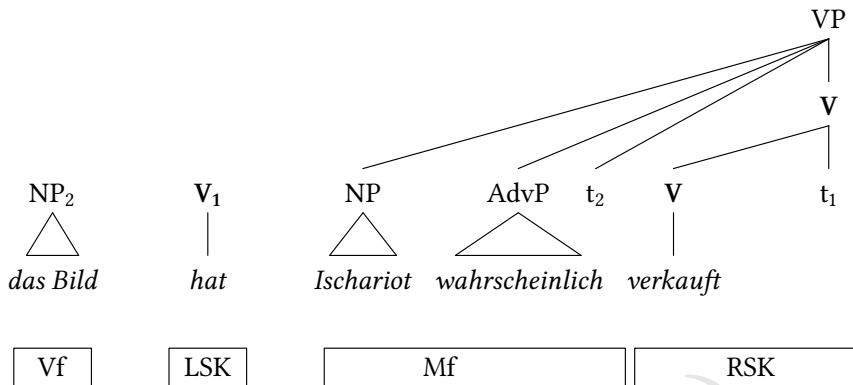 VP
V
NP₂ V₁ NP AdvP t₂ V t₁
das Bild hat Ischariot wahrscheinlich verkauft
Vf LSK Mf RSK